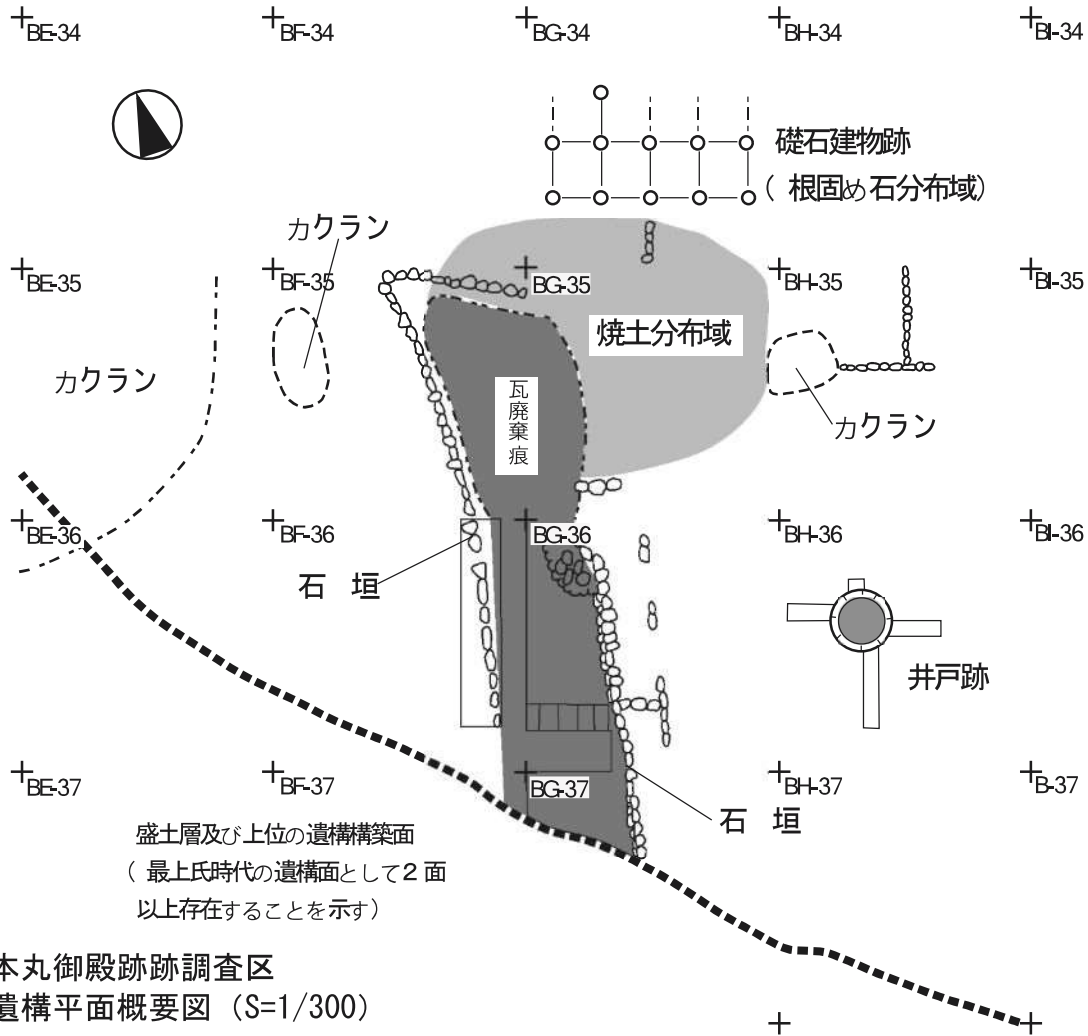 BE-34
BF-34
BG-34
BH-34
BI-34
礎石建物跡
( 根固め石分布域)
カクラン
BE-35
BF-35
BG-35
BH-35
BI-35
焼土分布域
カクラン
瓦廃棄痕
カクラン
BE-36
BF-36
BG-36
BH-36
BI-36
石 垣
井戸跡
BE-37
BF-37
BG-37
BH-37
B-37
石 垣
盛土層及び上位の遺構構築面
( 最上氏時代の遺構面として2 面
以上存在することを示す)
本丸御殿跡跡調査区
遺構平面概要図 (S=1/300)